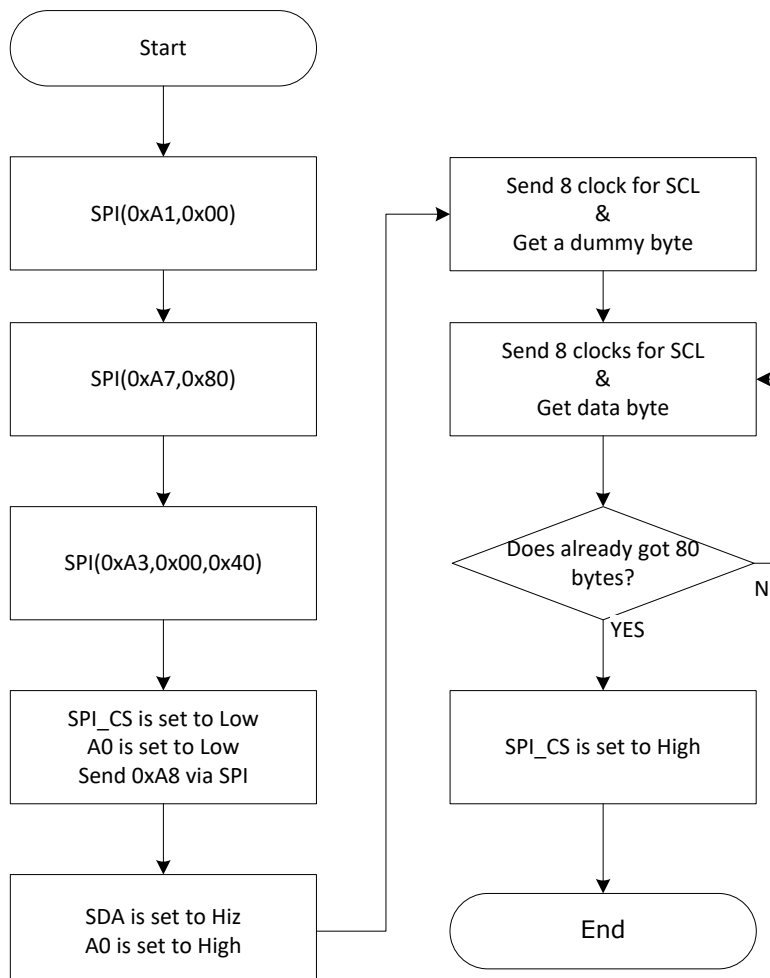 Start
SPI(0xA1,0x00)
SPI(0xA7,0x80)
SPI(0xA3,0x00,0x40)
SPI_CS is set to Low
A0 is set to Low
Send 0xA8 via SPI
SDA is set to Hiz
A0 is set to High
Send 8 clock for SCL
&
Get a dummy byte
Send 8 clocks for SCL
&
Get data byte
Does already got 80
bytes?
N
YES
SPI_CS is set to High
End